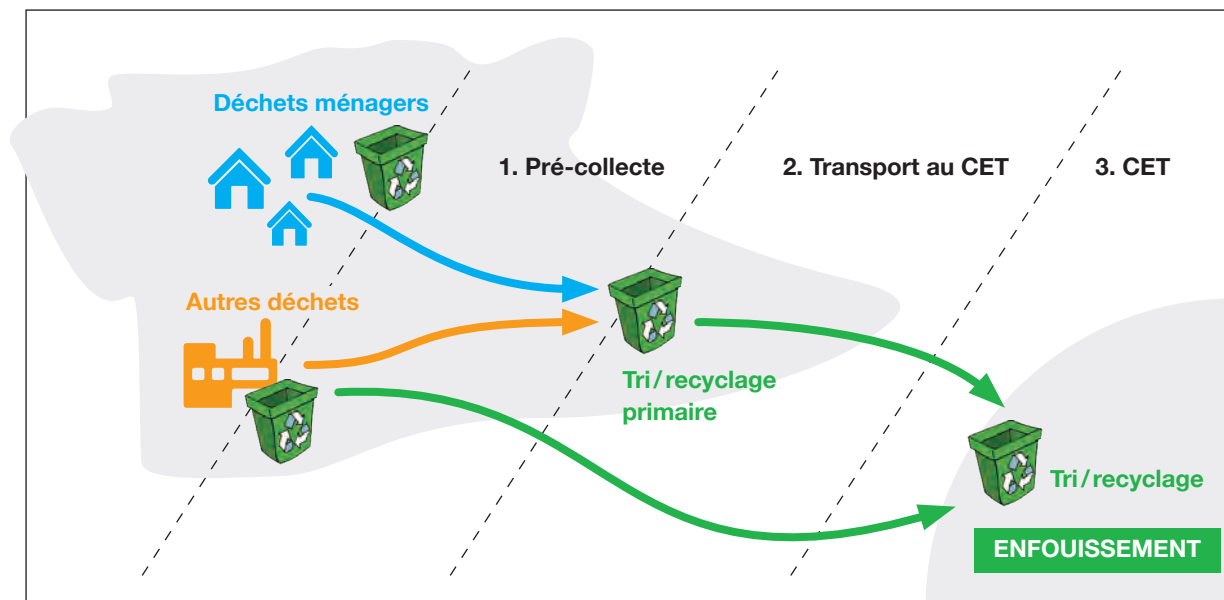 Déchets ménagers
1. Pré-collecte
2. Transport au CET
3. CET
Autres déchets
Tri/recyclage
primaire
Tri/recyclage
ENFOUISSEMENT